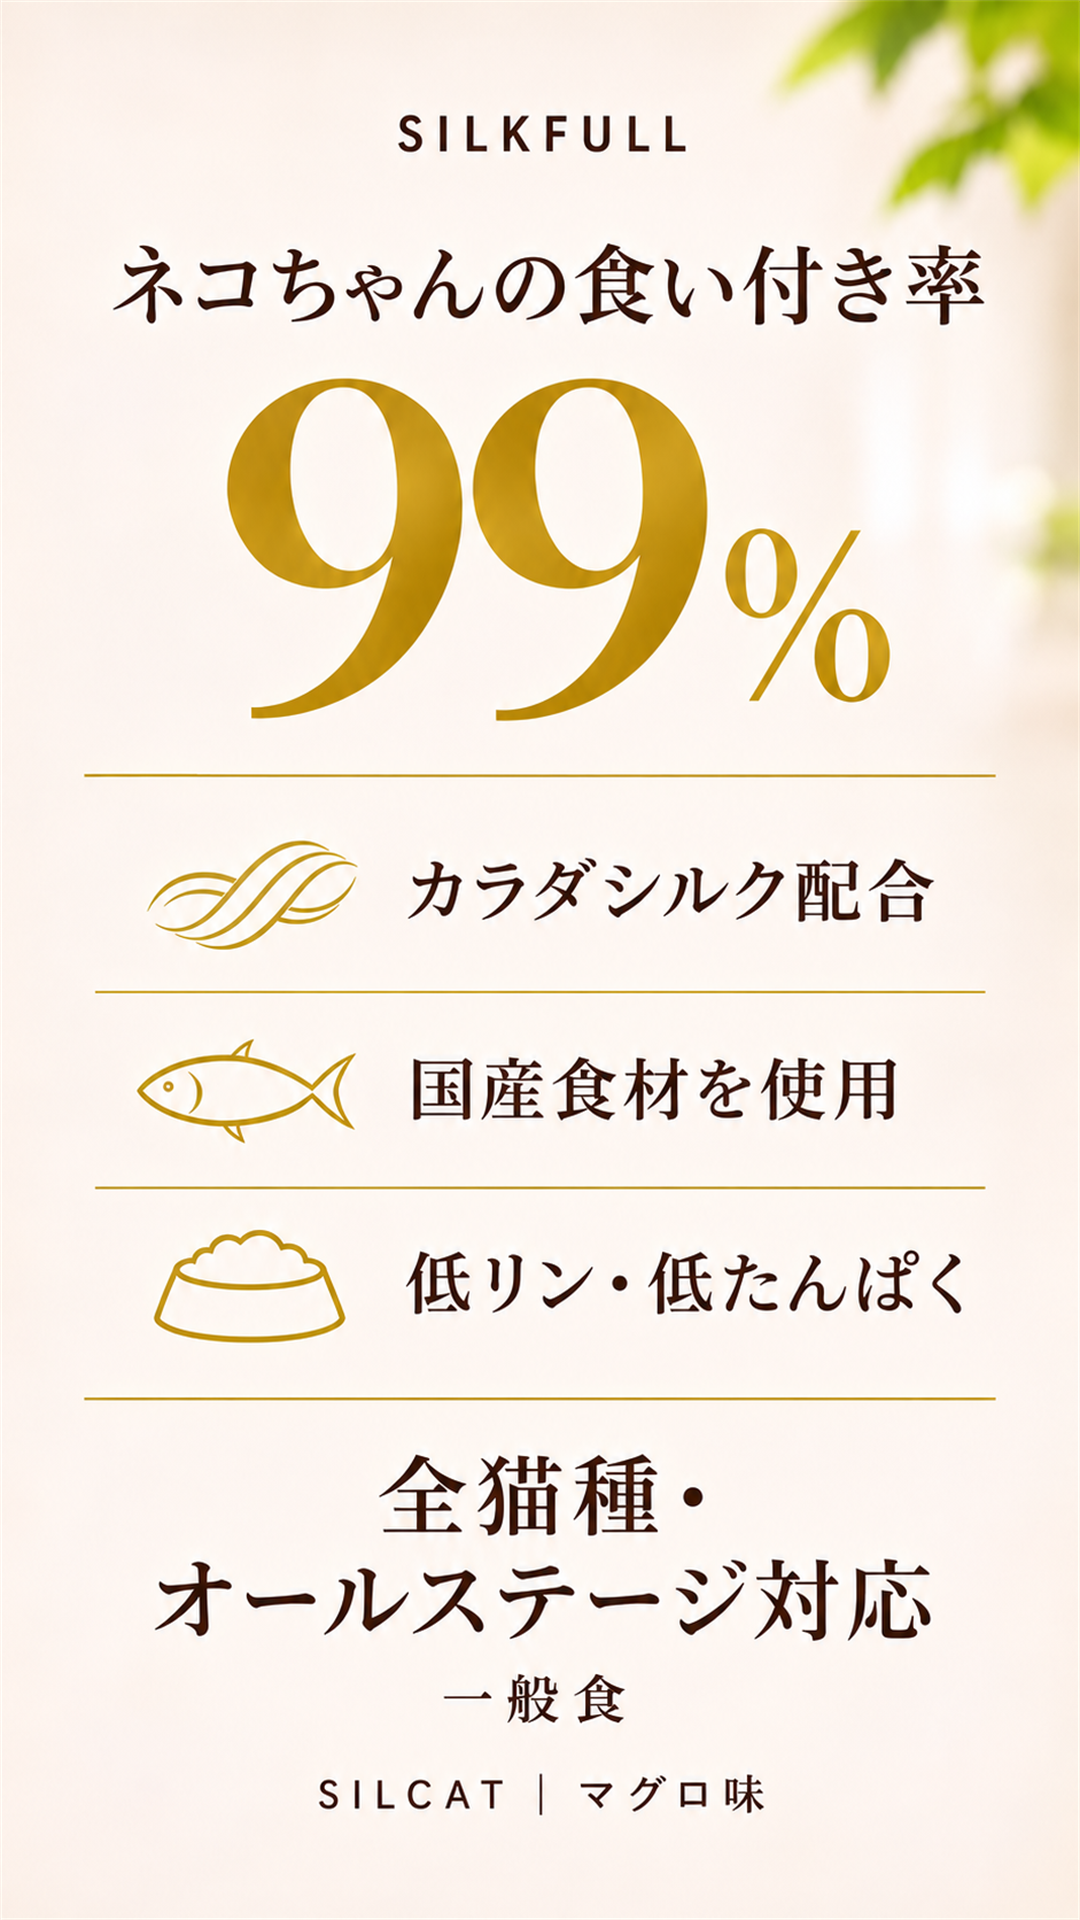 SILKFULL
ネコちゃんの食い付き率
99%
カラダシルク配合
国産食材を使用
低リン・低たんぱく
全猫種・
オールステージ対応
一般食
SILCAT | マグロ味